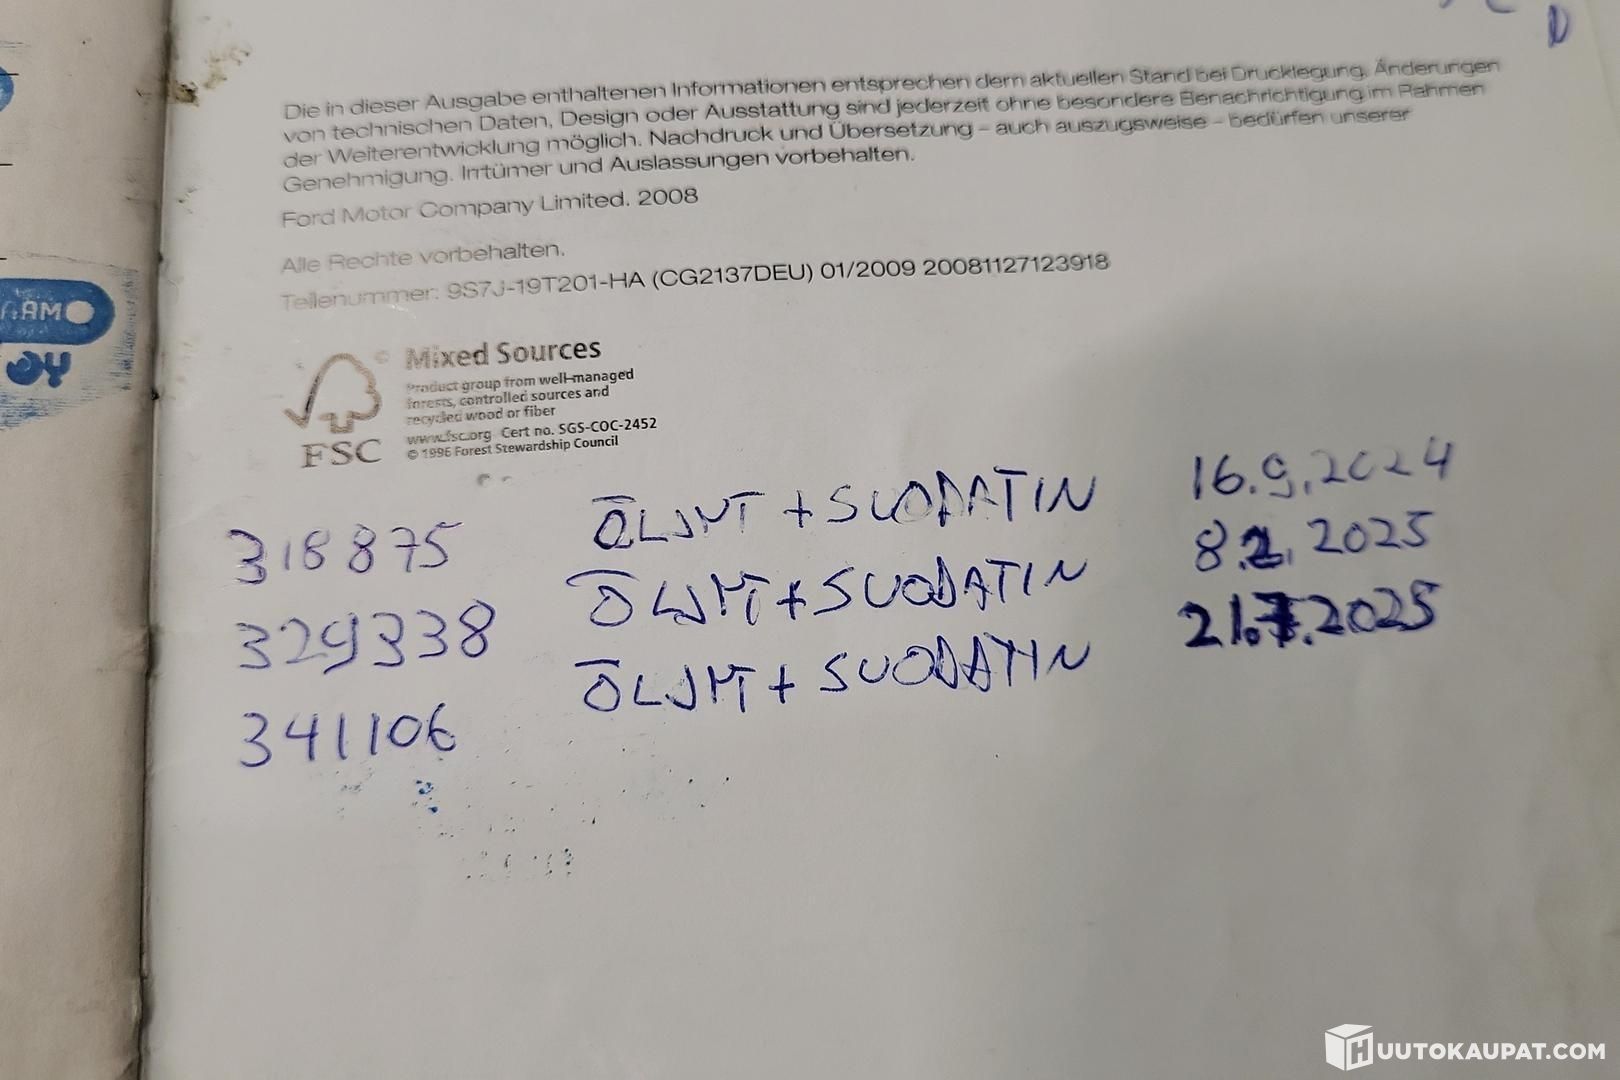 Die in dieser Ausgabe enthaltenen Informationen entsprechen dem aktuellen Stand bei Drucklegung. Änderungen
von technischen Daten, Design oder Ausstattung sind jederzeit ohne besondere Benachrichtigung im Rahmen
der Weiterentwicklung möglich. Nachdruck und Übersetzung – auch auszugsweise – bedürfen unserer
Genehmigung. Irrtümer und Auslassungen vorbehalten.
Ford Motor Company Limited. 2008
Alle Rechte vorbehalten.
Teilenummer: 9S7J-19T201-HA (CG2137DEU) 01/2009 20081127123918
Mixed Sources
Product group from well-managed
forests, controlled sources and
recycled wood or fiber
www.fsc.org Cert no. SGS-COC-2452
© 1996 Forest Stewardship Council
FSC
318875 ÖLJYT + SUODATIN 16.9.2024
329338 ÖLJYT + SUODATIN 8.2.2025
341106 ÖLJYT + SUODATIN 21.7.2025
HUUTOKAUPAT.COM